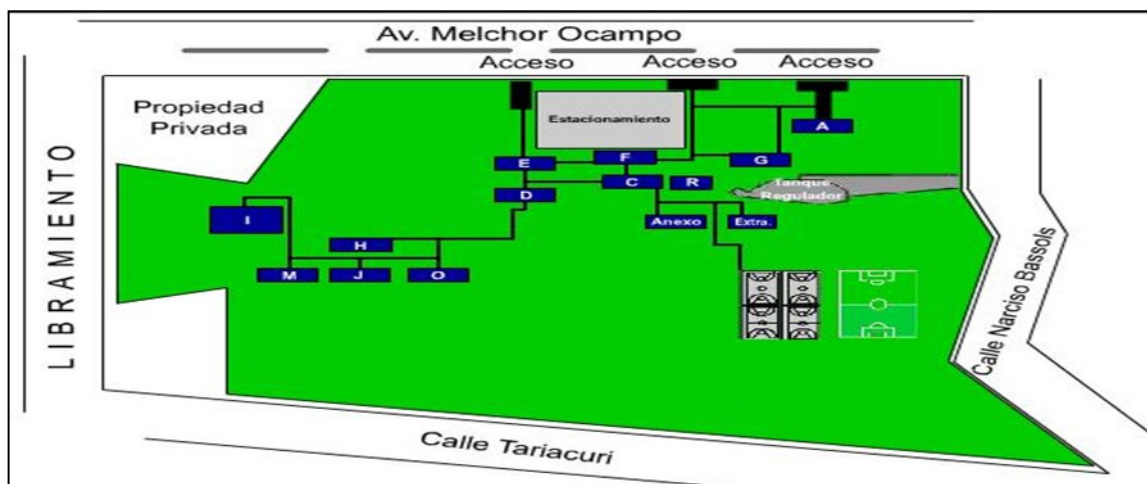 Av. Melchor Ocampo
Acceso
Acceso
Acceso
Propiedad
Privada
Estacionamiento
A
E
F
G
C
R
Tanque
Regulador
D
I
Anexo
Extra.
H
M
J
O
LIBRAMIENTO
Calle Narciso Bassols
Calle Tariacuri